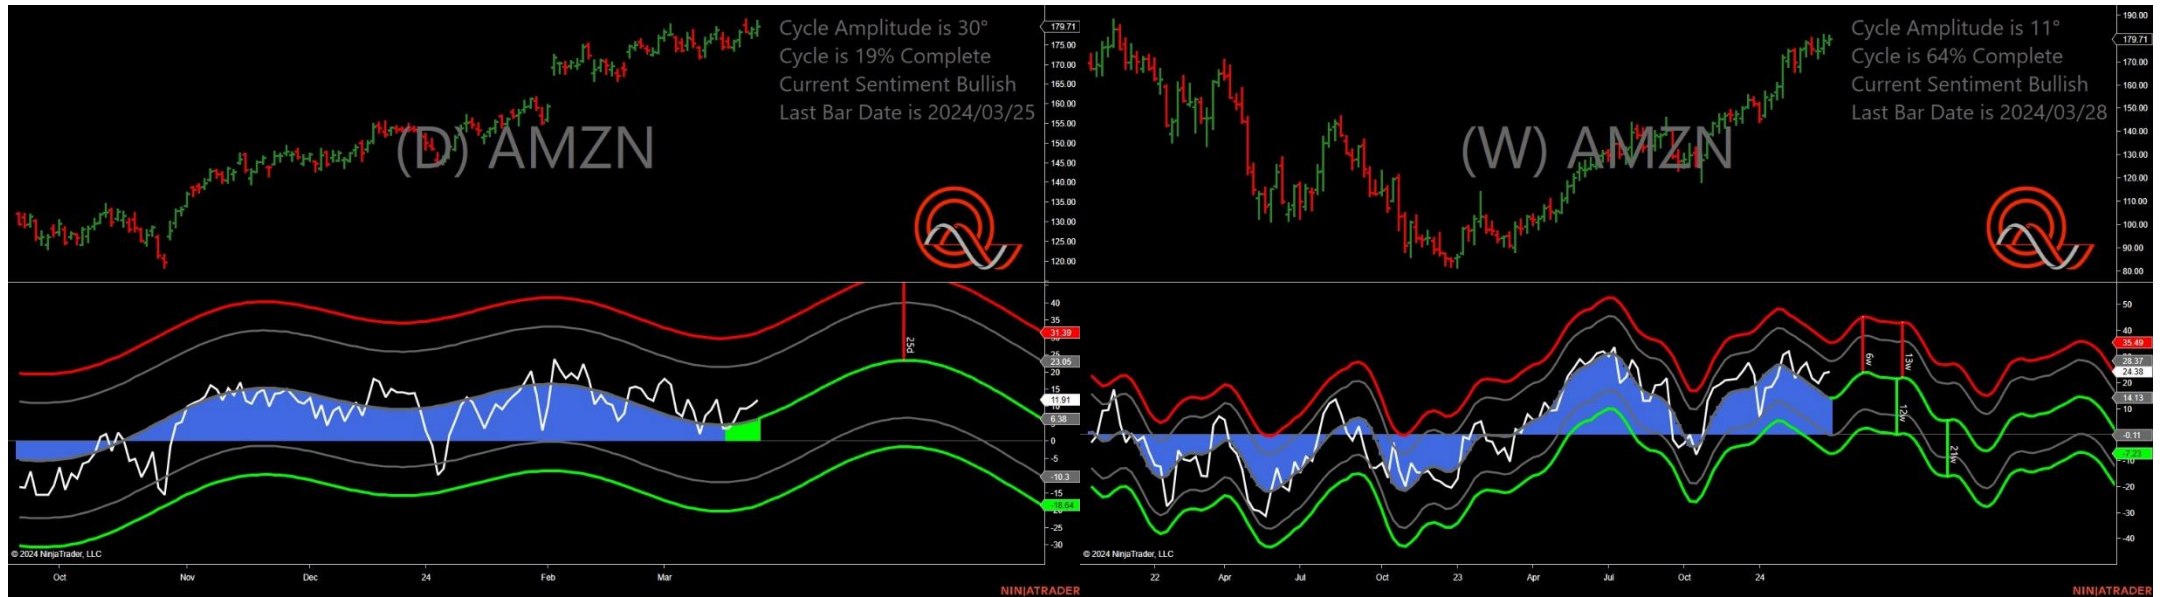 Cycle Amplitude is 30°
Cycle is 19% Complete
Current Sentiment Bullish
Last Bar Date is 2024/03/25
(D) AMZN
179.71
175.00
170.00
165.00
160.00
155.00
150.00
145.00
140.00
135.00
130.00
125.00
120.00
25d
40
35
31.39
25
23.05
20
15
11.91
10
6.38
5
0
-5
-10.3
-15
-18.54
-20
-25
-30
© 2024 NinjaTrader, LLC
Oct
Nov
Dec
24
Feb
Mar
NINJATRADER
Cycle Amplitude is 11°
Cycle is 64% Complete
Current Sentiment Bullish
Last Bar Date is 2024/03/28
(W) AMZN
190.00
179.71
170.00
160.00
150.00
140.00
130.00
120.00
110.00
100.00
90.00
80.00
6w
13w
12w
21w
50
40
35.49
28.37
24.38
20
14.13
10
-0.11
-7.23
-10
-20
-30
-40
© 2024 NinjaTrader, LLC
22
Apr
Jul
Oct
23
Apr
Jul
Oct
24
NINJATRADER